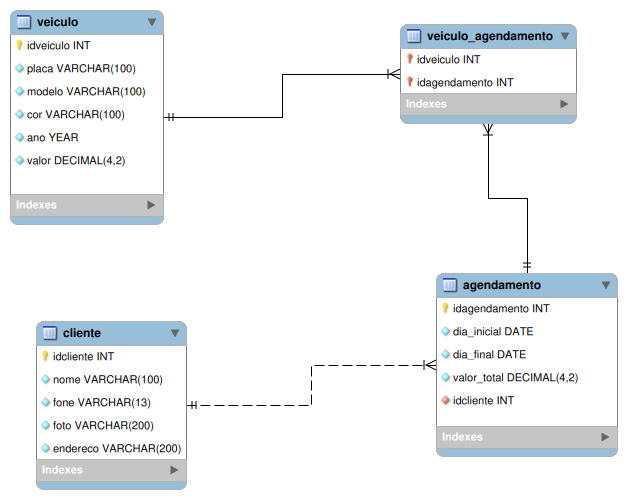 veiculo
idveiculo INT
placa VARCHAR(100)
modelo VARCHAR(100)
cor VARCHAR(100)
ano YEAR
valor DECIMAL(4,2)
Indexes
veiculo_agendamento
idveiculo INT
idagendamento INT
Indexes
agendamento
idagendamento INT
dia_inicial DATE
dia_final DATE
valor_total DECIMAL(4,2)
idcliente INT
Indexes
cliente
idcliente INT
nome VARCHAR(100)
fone VARCHAR(13)
foto VARCHAR(200)
endereco VARCHAR(200)
Indexes